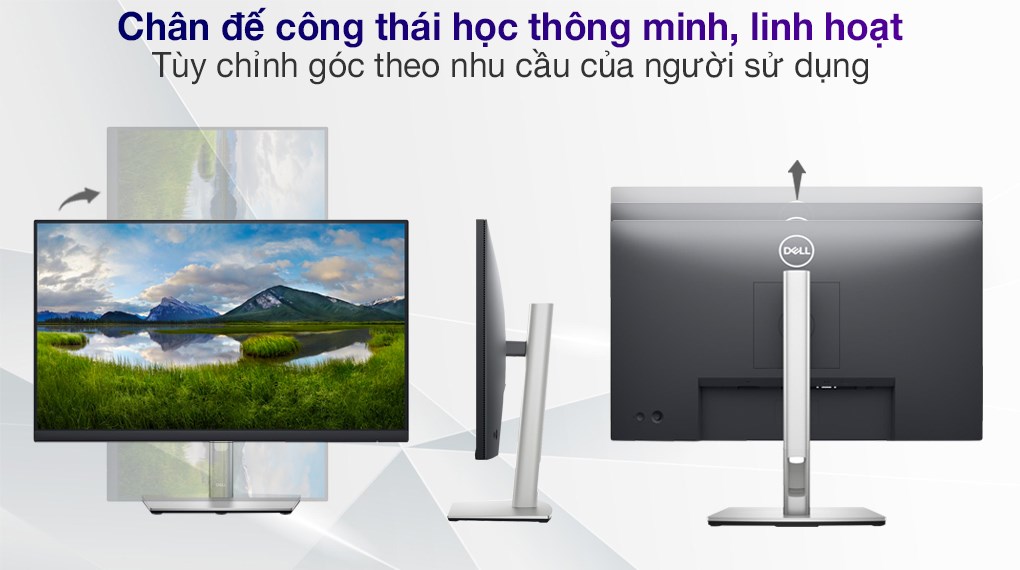 Chân đế công thái học thông minh, linh hoạt
Tùy chỉnh góc theo nhu cầu của người sử dụng
DELL